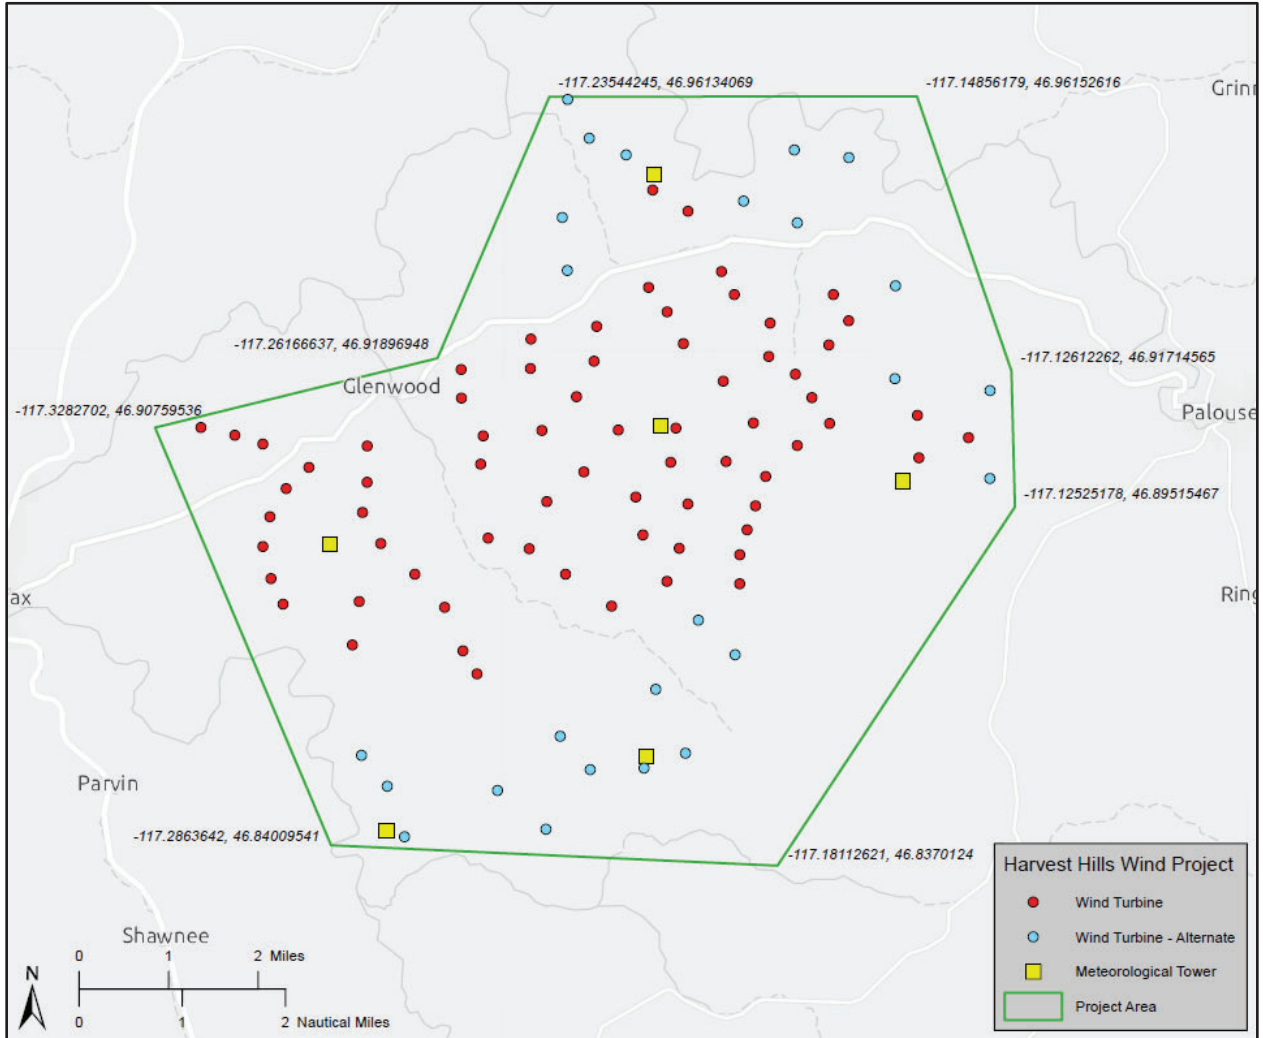 -117.23544245, 46.96134069
-117.14856179, 46.96152616
Grinn
-117.26166637, 46.91896948
-117.12612262, 46.91714565
Glenwood
-117.3282702, 46.90759536
Palouse
-117.12525178, 46.89515467
ax
Ring
Parvin
-117.2863642, 46.84009541
-117.18112621, 46.8370124
Harvest Hills Wind Project
Wind Turbine
Wind Turbine - Alternate
Meteorological Tower
Project Area
Shawnee
0 1 2 Miles
N
0 1 2 Nautical Miles